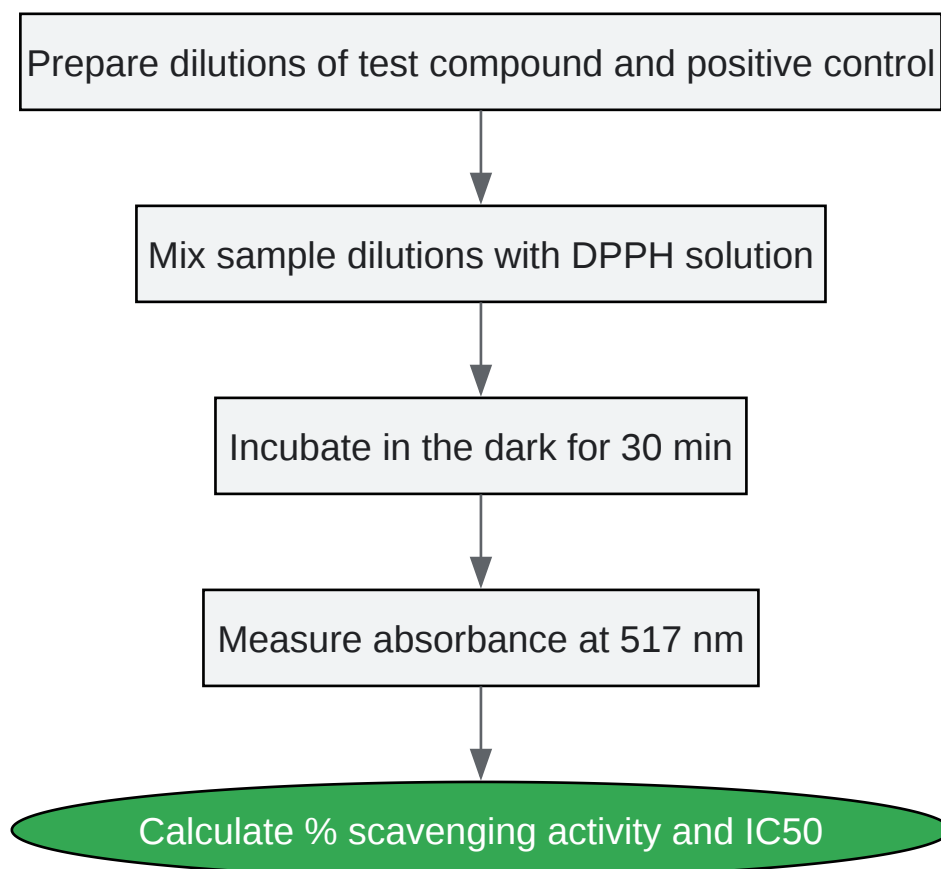 Prepare dilutions of test compound and positive control
Mix sample dilutions with DPPH solution
Incubate in the dark for 30 min
Measure absorbance at 517 nm
Calculate % scavenging activity and IC50